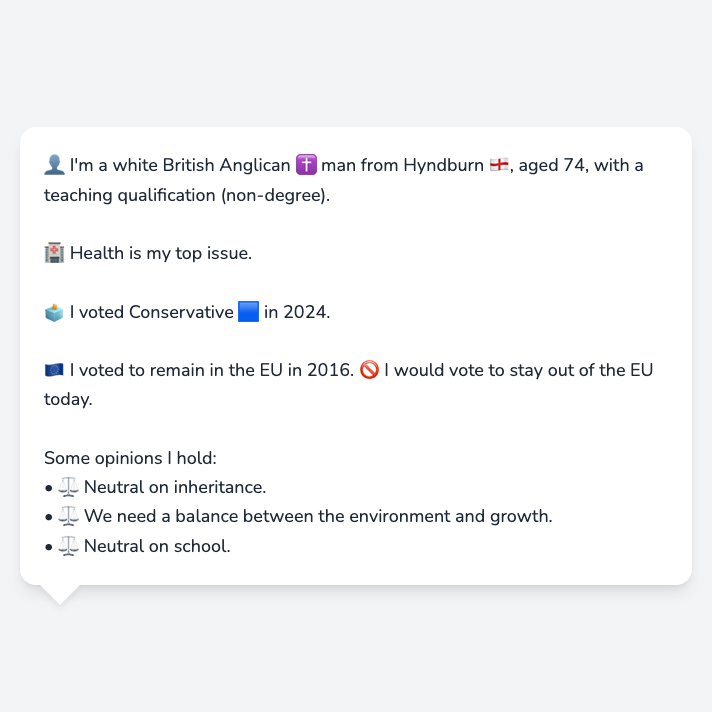 👤 I'm a white British Anglican ✝️ man from Hyndburn 🏴󠁧󠁢󠁥󠁮󠁧󠁿, aged 74, with a
teaching qualification (non-degree).
🏥 Health is my top issue.
🗳️ I voted Conservative 🟦 in 2024.
🇪🇺 I voted to remain in the EU in 2016. 🚫 I would vote to stay out of the EU
today.
Some opinions I hold:
• ⚖️ Neutral on inheritance.
• ⚖️ We need a balance between the environment and growth.
• ⚖️ Neutral on school.